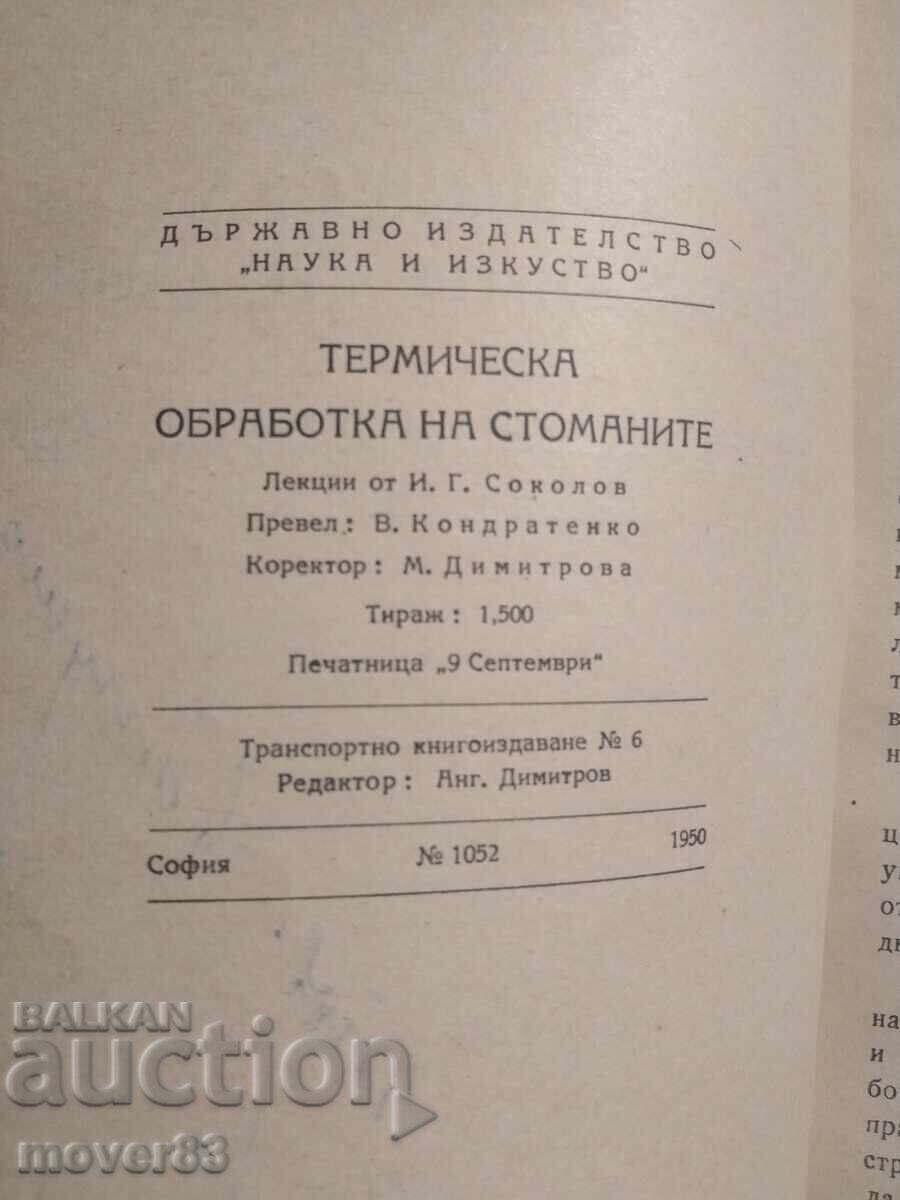 ДЪРЖАВНО ИЗДАТЕЛСТВО
„НАУКА И ИЗКУСТВО“
ТЕРМИЧЕСКА
ОБРАБОТКА НА СТОМАНИТЕ
Лекции от И. Г. Соколов
Превел: В. Кондратенко
Коректор: М. Димитрова
Тираж: 1,500
Печатница „9 Септември“
Транспортно книгоиздаване № 6
Редактор: Анг. Димитров
София № 1052 1950
BALKAN
auction
mover83